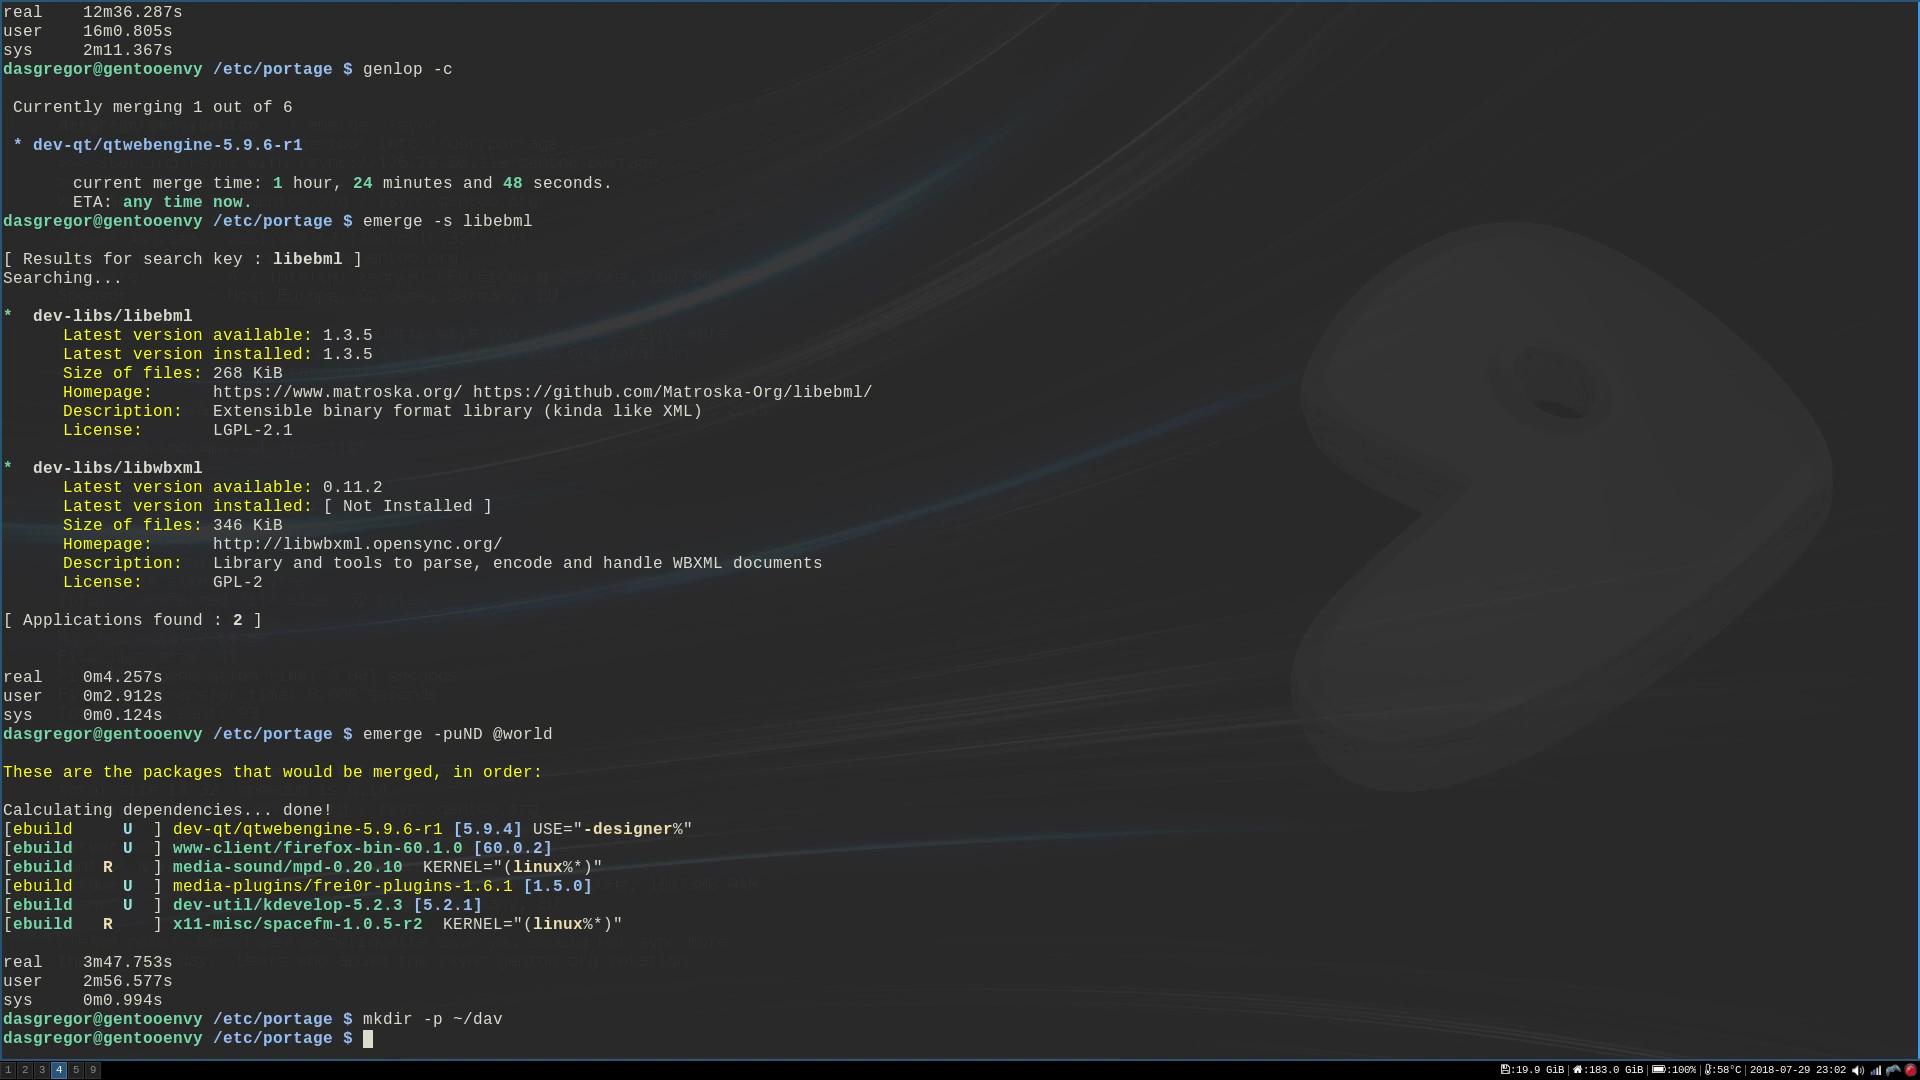 real    12m36.287s
user    16m0.805s
sys     2m11.367s
dasgregor@gentooenvy /etc/portage $ genlop -c
 Currently merging 1 out of 6
 * dev-qt/qtwebengine-5.9.6-r1
       current merge time: 1 hour, 24 minutes and 48 seconds.
       ETA: any time now.
dasgregor@gentooenvy /etc/portage $ emerge -s libebml
[ Results for search key : libebml ]
Searching...
*  dev-libs/libebml
      Latest version available: 1.3.5
      Latest version installed: 1.3.5
      Size of files: 268 KiB
      Homepage:      https://www.matroska.org/ https://github.com/Matroska-Org/libebml/
      Description:   Extensible binary format library (kinda like XML)
      License:       LGPL-2.1
*  dev-libs/libwbxml
      Latest version available: 0.11.2
      Latest version installed: [ Not Installed ]
      Size of files: 346 KiB
      Homepage:      http://libwbxml.opensync.org/
      Description:   Library and tools to parse, encode and handle WBXML documents
      License:       GPL-2
[ Applications found : 2 ]
real    0m4.257s
user    0m2.912s
sys     0m0.124s
dasgregor@gentooenvy /etc/portage $ emerge -puND @world
These are the packages that would be merged, in order:
Calculating dependencies... done!
[ebuild     U  ] dev-qt/qtwebengine-5.9.6-r1 [5.9.4] USE="-designer%"
[ebuild     U  ] www-client/firefox-bin-60.1.0 [60.0.2]
[ebuild   R    ] media-sound/mpd-0.20.10  KERNEL="(linux%*)"
[ebuild     U  ] media-plugins/frei0r-plugins-1.6.1 [1.5.0]
[ebuild     U  ] dev-util/kdevelop-5.2.3 [5.2.1]
[ebuild   R    ] x11-misc/spacefm-1.0.5-r2  KERNEL="(linux%*)"
real    3m47.753s
user    2m56.577s
sys     0m0.994s
dasgregor@gentooenvy /etc/portage $ mkdir -p ~/dav
dasgregor@gentooenvy /etc/portage $
1 2 3 4 5 9 :19.9 GiB | :183.0 GiB | :100% | :58°C | 2018-07-29 23:02